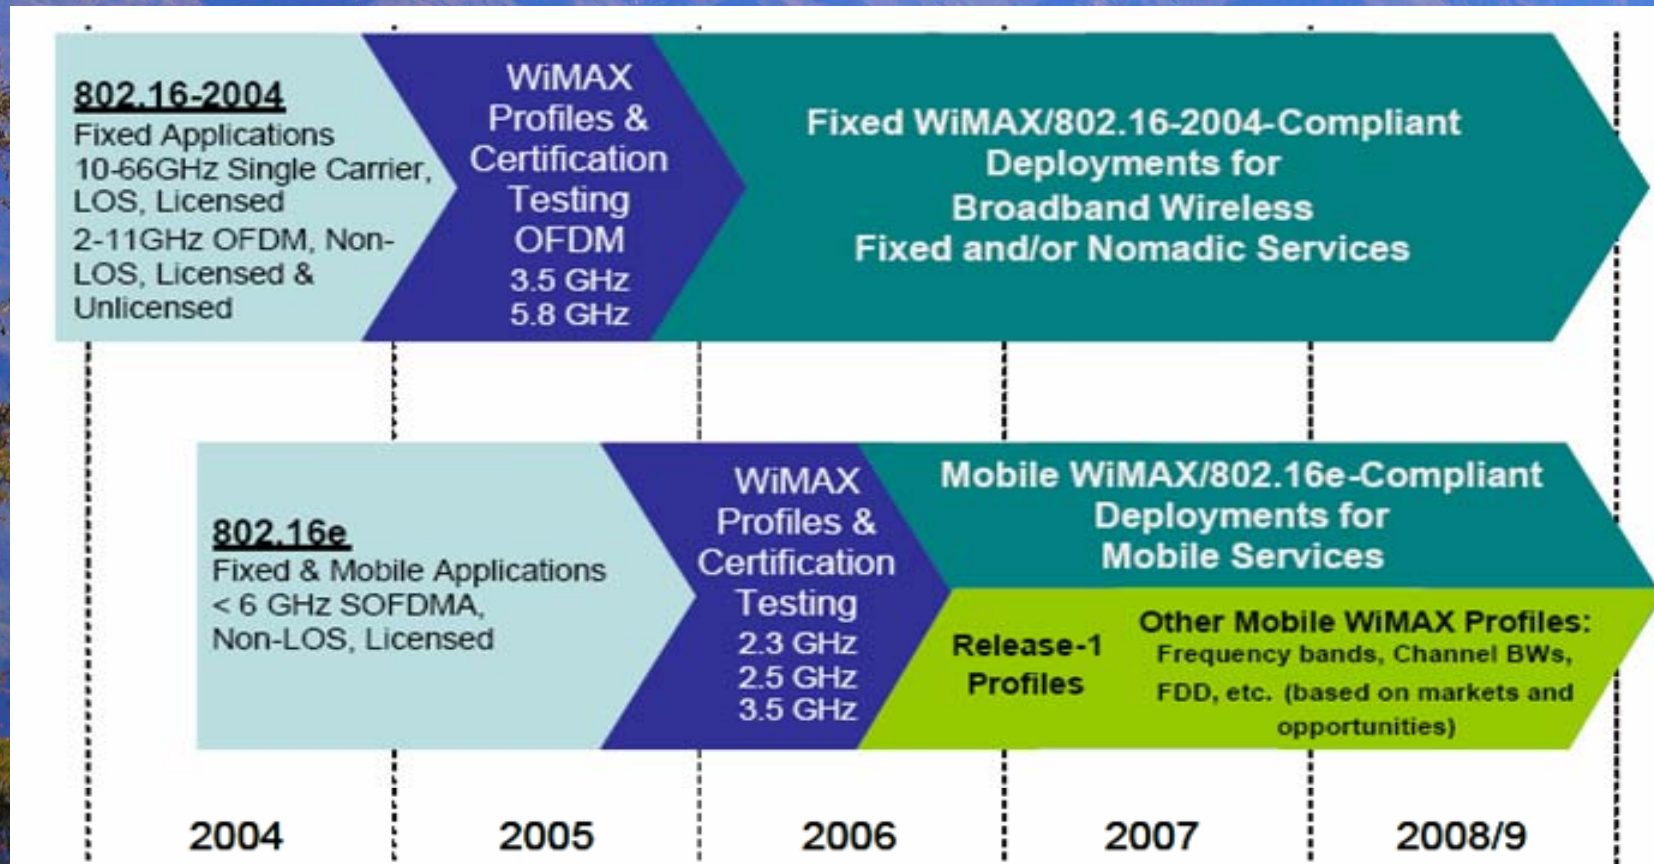 802.16-2004
Fixed Applications
10-66GHz Single Carrier,
LOS, Licensed
2-11GHz OFDM, Non-
LOS, Licensed &
Unlicensed
WiMAX
Profiles &
Certification
Testing
OFDM
3.5 GHz
5.8 GHz
Fixed WiMAX/802.16-2004-Compliant
Deployments for
Broadband Wireless
Fixed and/or Nomadic Services
802.16e
Fixed & Mobile Applications
< 6 GHz SOFDMA,
Non-LOS, Licensed
WiMAX
Profiles &
Certification
Testing
2.3 GHz
2.5 GHz
3.5 GHz
Mobile WiMAX/802.16e-Compliant
Deployments for
Mobile Services
Release-1
Profiles
Other Mobile WiMAX Profiles:
Frequency bands, Channel BWs,
FDD, etc. (based on markets and
opportunities)
2004 2005 2006 2007 2008/9